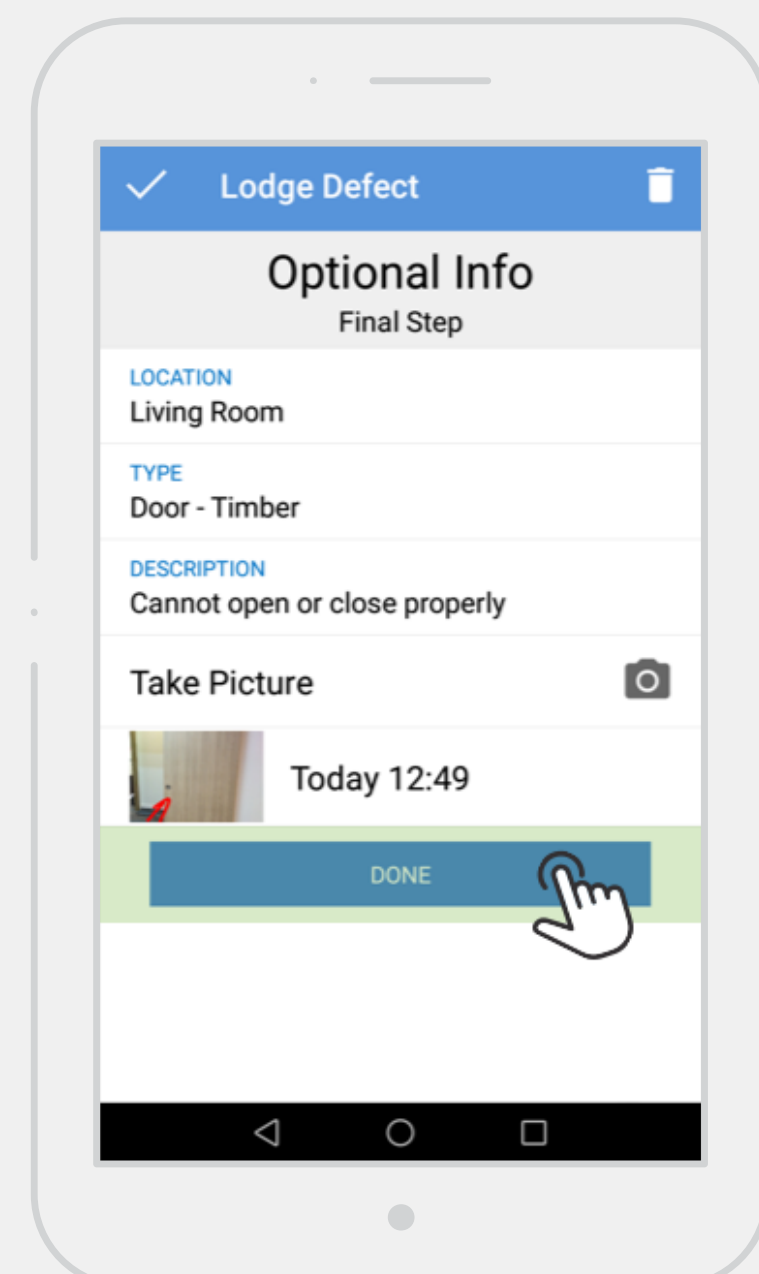 Lodge Defect
Optional Info
Final Step
LOCATION
Living Room
TYPE
Door - Timber
DESCRIPTION
Cannot open or close properly
Take Picture
Today 12:49
DONE